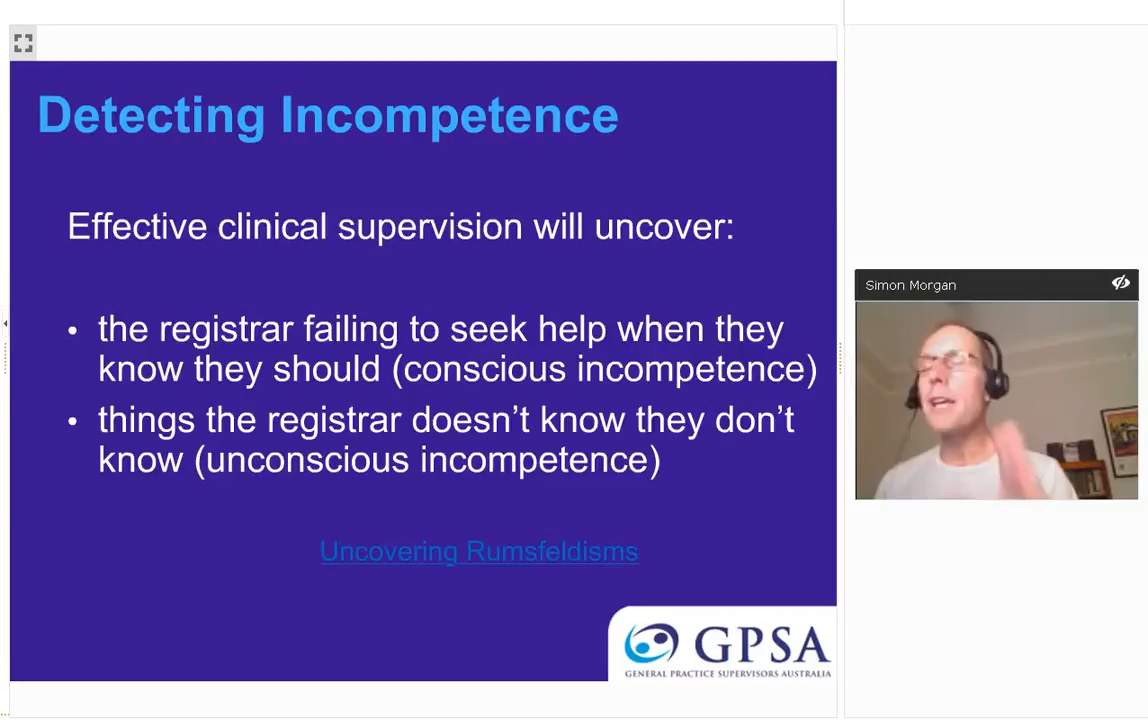 Detecting Incompetence
Effective clinical supervision will uncover:
• the registrar failing to seek help when they
know they should (conscious incompetence)
• things the registrar doesn’t know they don’t
know (unconscious incompetence)
Uncovering Rumsfeldisms
GPSA
GENERAL PRACTICE SUPERVISORS AUSTRALIA
Simon Morgan